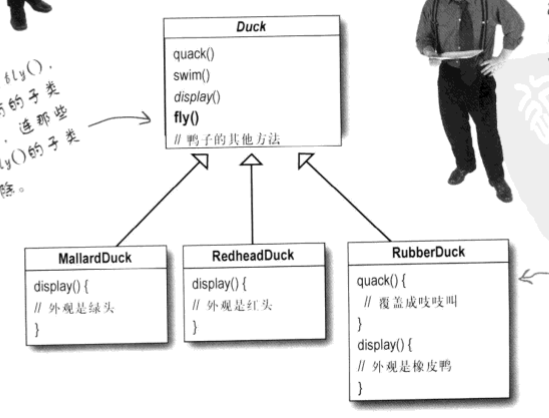 fly()，
的子类
，连那些
ly()的子类
除。
Duck
quack()
swim()
display()
fly()
// 鸭子的其他方法
MallardDuck
display() {
// 外观是绿头
}
RedheadDuck
display() {
// 外观是红头
}
RubberDuck
quack() {
// 覆盖成吱吱叫
}
display() {
// 外观是橡皮鸭
}